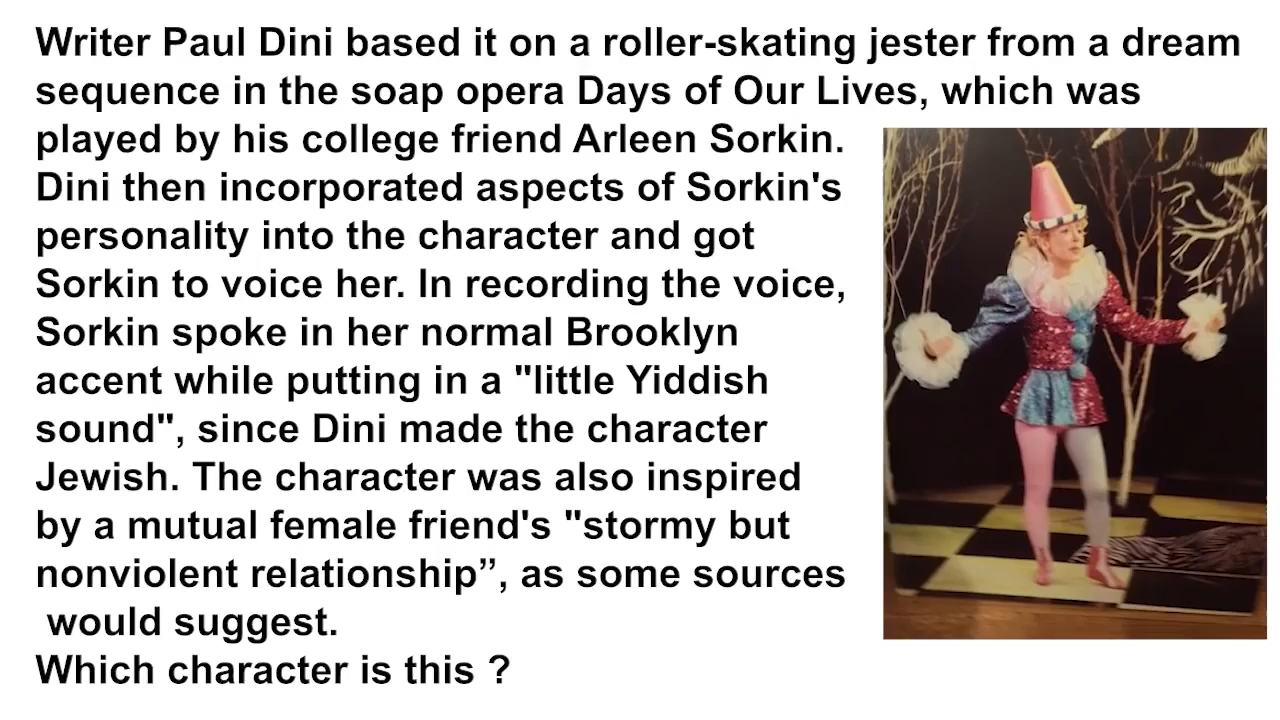 Writer Paul Dini based it on a roller-skating jester from a dream
sequence in the soap opera Days of Our Lives, which was
played by his college friend Arleen Sorkin.
Dini then incorporated aspects of Sorkin's
personality into the character and got
Sorkin to voice her. In recording the voice,
Sorkin spoke in her normal Brooklyn
accent while putting in a "little Yiddish
sound", since Dini made the character
Jewish. The character was also inspired
by a mutual female friend's "stormy but
nonviolent relationship”, as some sources
would suggest.
Which character is this ?